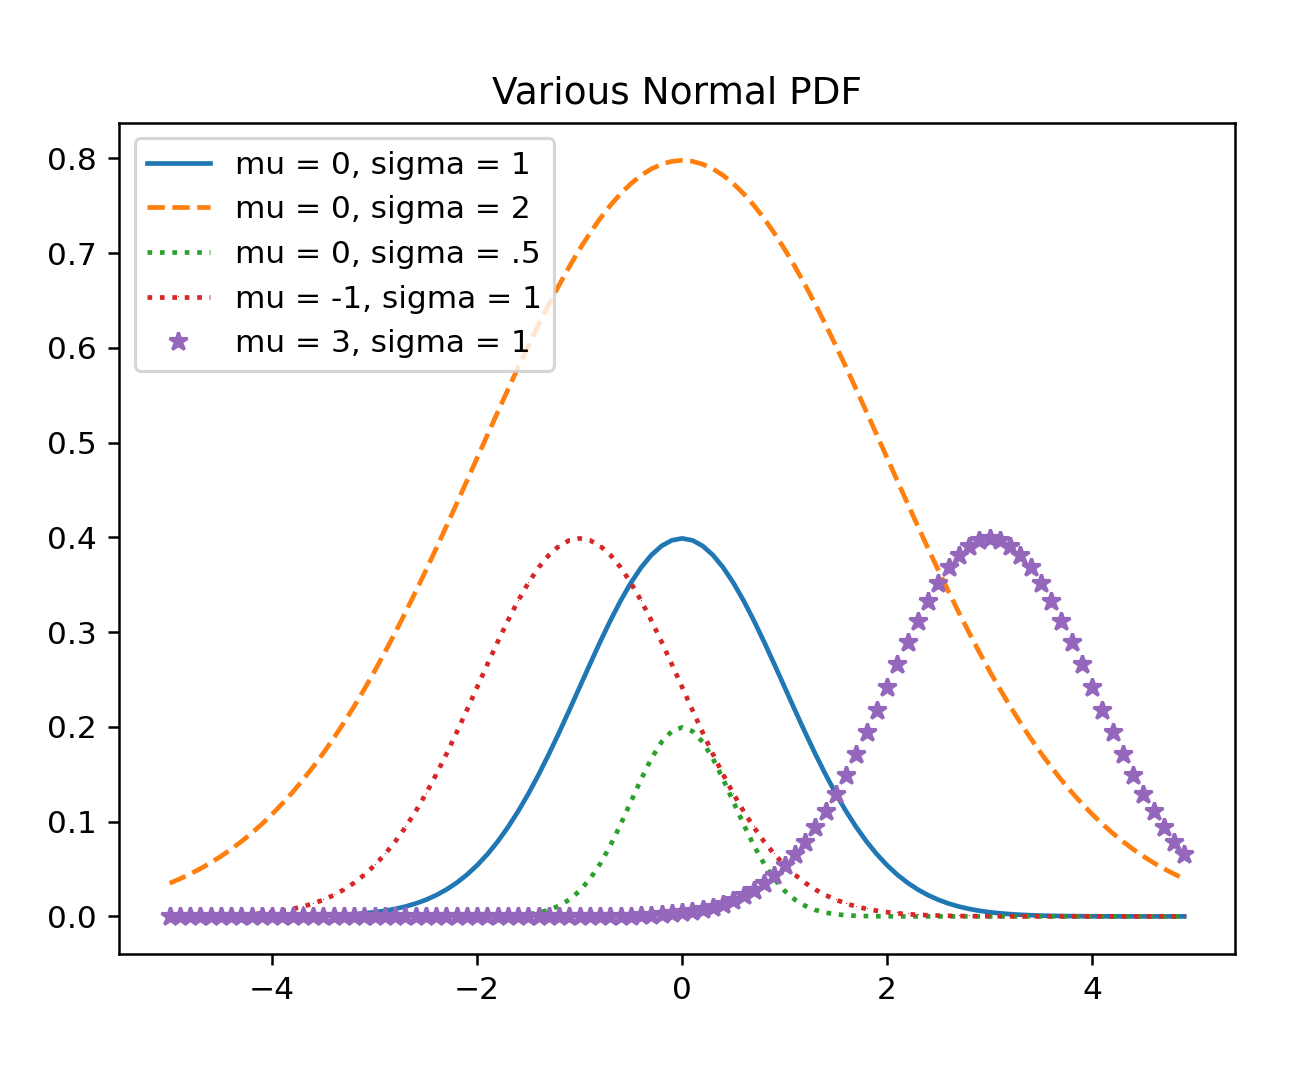 Various Normal PDF
mu = 0, sigma = 1
mu = 0, sigma = 2
mu = 0, sigma = .5
mu = -1, sigma = 1
mu = 3, sigma = 1
0.8
0.7
0.6
0.5
0.4
0.3
0.2
0.1
0.0
−4 −2 0 2 4